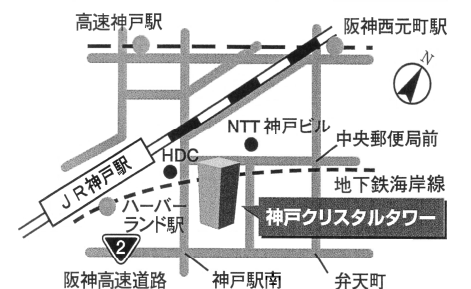 高速神戸駅
阪神西元町駅
N
NTT 神戸ビル
中央郵便局前
HDC
JR神戸駅
地下鉄海岸線
ハーバー
ランド駅
神戸クリスタルタワー
2
阪神高速道路
神戸駅南
弁天町